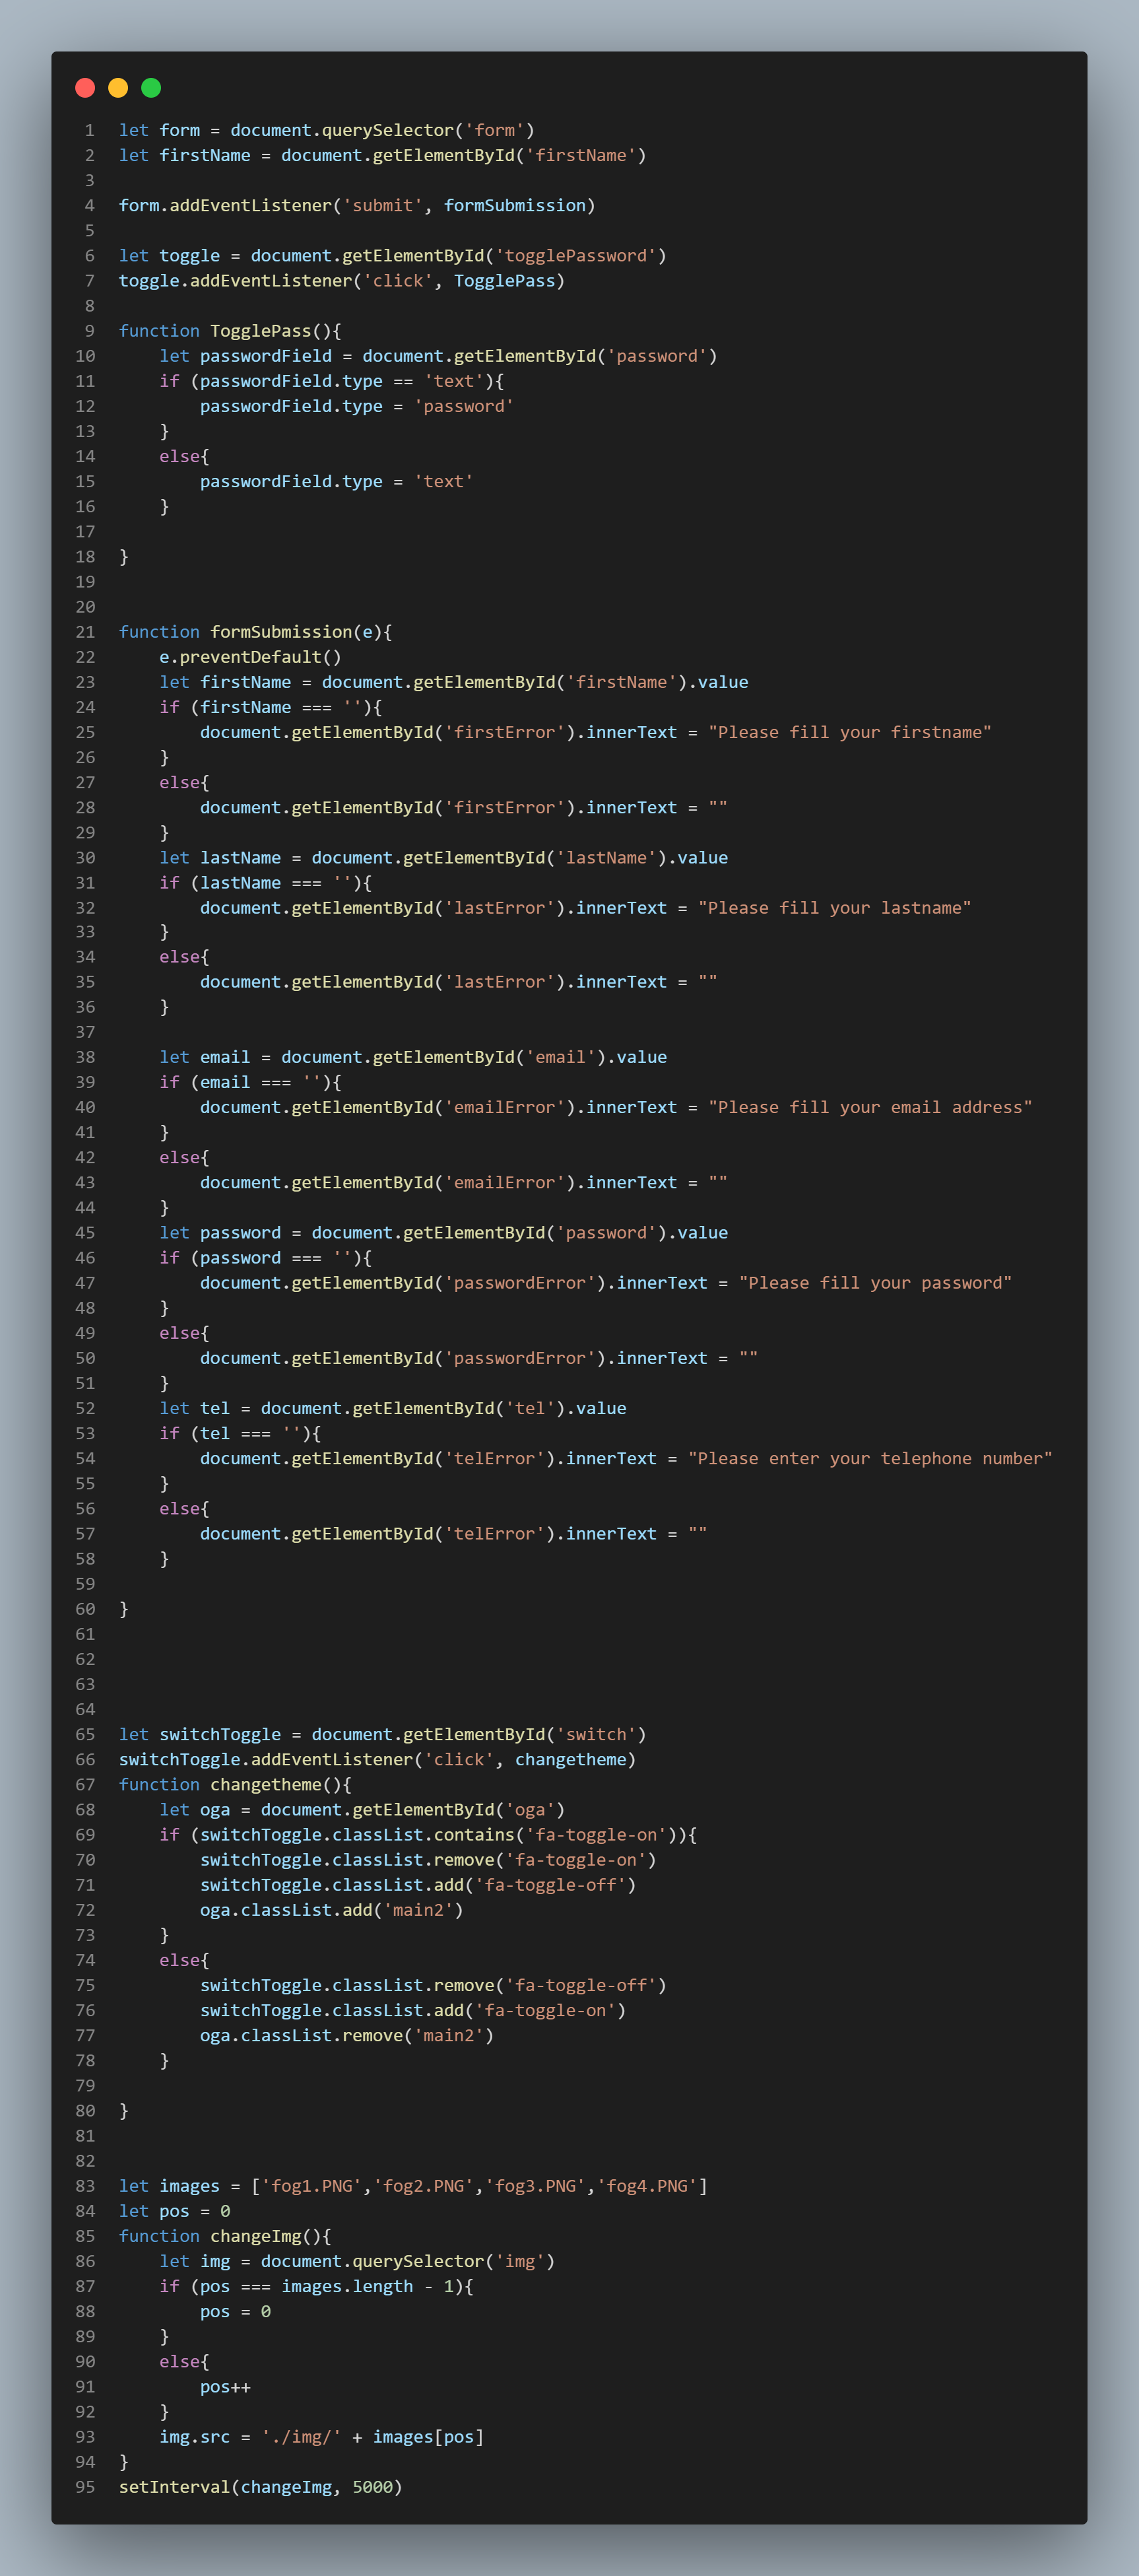 1 let form = document.querySelector('form')
2 let firstName = document.getElementById('firstName')
3
4 form.addEventListener('submit', formSubmission)
5
6 let toggle = document.getElementById('togglePassword')
7 toggle.addEventListener('click', TogglePass)
8
9 function TogglePass(){
10     let passwordField = document.getElementById('password')
11     if (passwordField.type == 'text'){
12         passwordField.type = 'password'
13     }
14     else{
15         passwordField.type = 'text'
16     }
17
18 }
19
20
21 function formSubmission(e){
22     e.preventDefault()
23     let firstName = document.getElementById('firstName').value
24     if (firstName === ''){
25         document.getElementById('firstError').innerText = "Please fill your firstname"
26     }
27     else{
28         document.getElementById('firstError').innerText = ""
29     }
30     let lastName = document.getElementById('lastName').value
31     if (lastName === ''){
32         document.getElementById('lastError').innerText = "Please fill your lastname"
33     }
34     else{
35         document.getElementById('lastError').innerText = ""
36     }
37
38     let email = document.getElementById('email').value
39     if (email === ''){
40         document.getElementById('emailError').innerText = "Please fill your email address"
41     }
42     else{
43         document.getElementById('emailError').innerText = ""
44     }
45     let password = document.getElementById('password').value
46     if (password === ''){
47         document.getElementById('passwordError').innerText = "Please fill your password"
48     }
49     else{
50         document.getElementById('passwordError').innerText = ""
51     }
52     let tel = document.getElementById('tel').value
53     if (tel === ''){
54         document.getElementById('telError').innerText = "Please enter your telephone number"
55     }
56     else{
57         document.getElementById('telError').innerText = ""
58     }
59
60 }
61
62
63
64
65 let switchToggle = document.getElementById('switch')
66 switchToggle.addEventListener('click', changetheme)
67 function changetheme(){
68     let oga = document.getElementById('oga')
69     if (switchToggle.classList.contains('fa-toggle-on')){
70         switchToggle.classList.remove('fa-toggle-on')
71         switchToggle.classList.add('fa-toggle-off')
72         oga.classList.add('main2')
73     }
74     else{
75         switchToggle.classList.remove('fa-toggle-off')
76         switchToggle.classList.add('fa-toggle-on')
77         oga.classList.remove('main2')
78     }
79
80 }
81
82
83 let images = ['fog1.PNG','fog2.PNG','fog3.PNG','fog4.PNG']
84 let pos = 0
85 function changeImg(){
86     let img = document.querySelector('img')
87     if (pos === images.length - 1){
88         pos = 0
89     }
90     else{
91         pos++
92     }
93     img.src = './img/' + images[pos]
94 }
95 setInterval(changeImg, 5000)